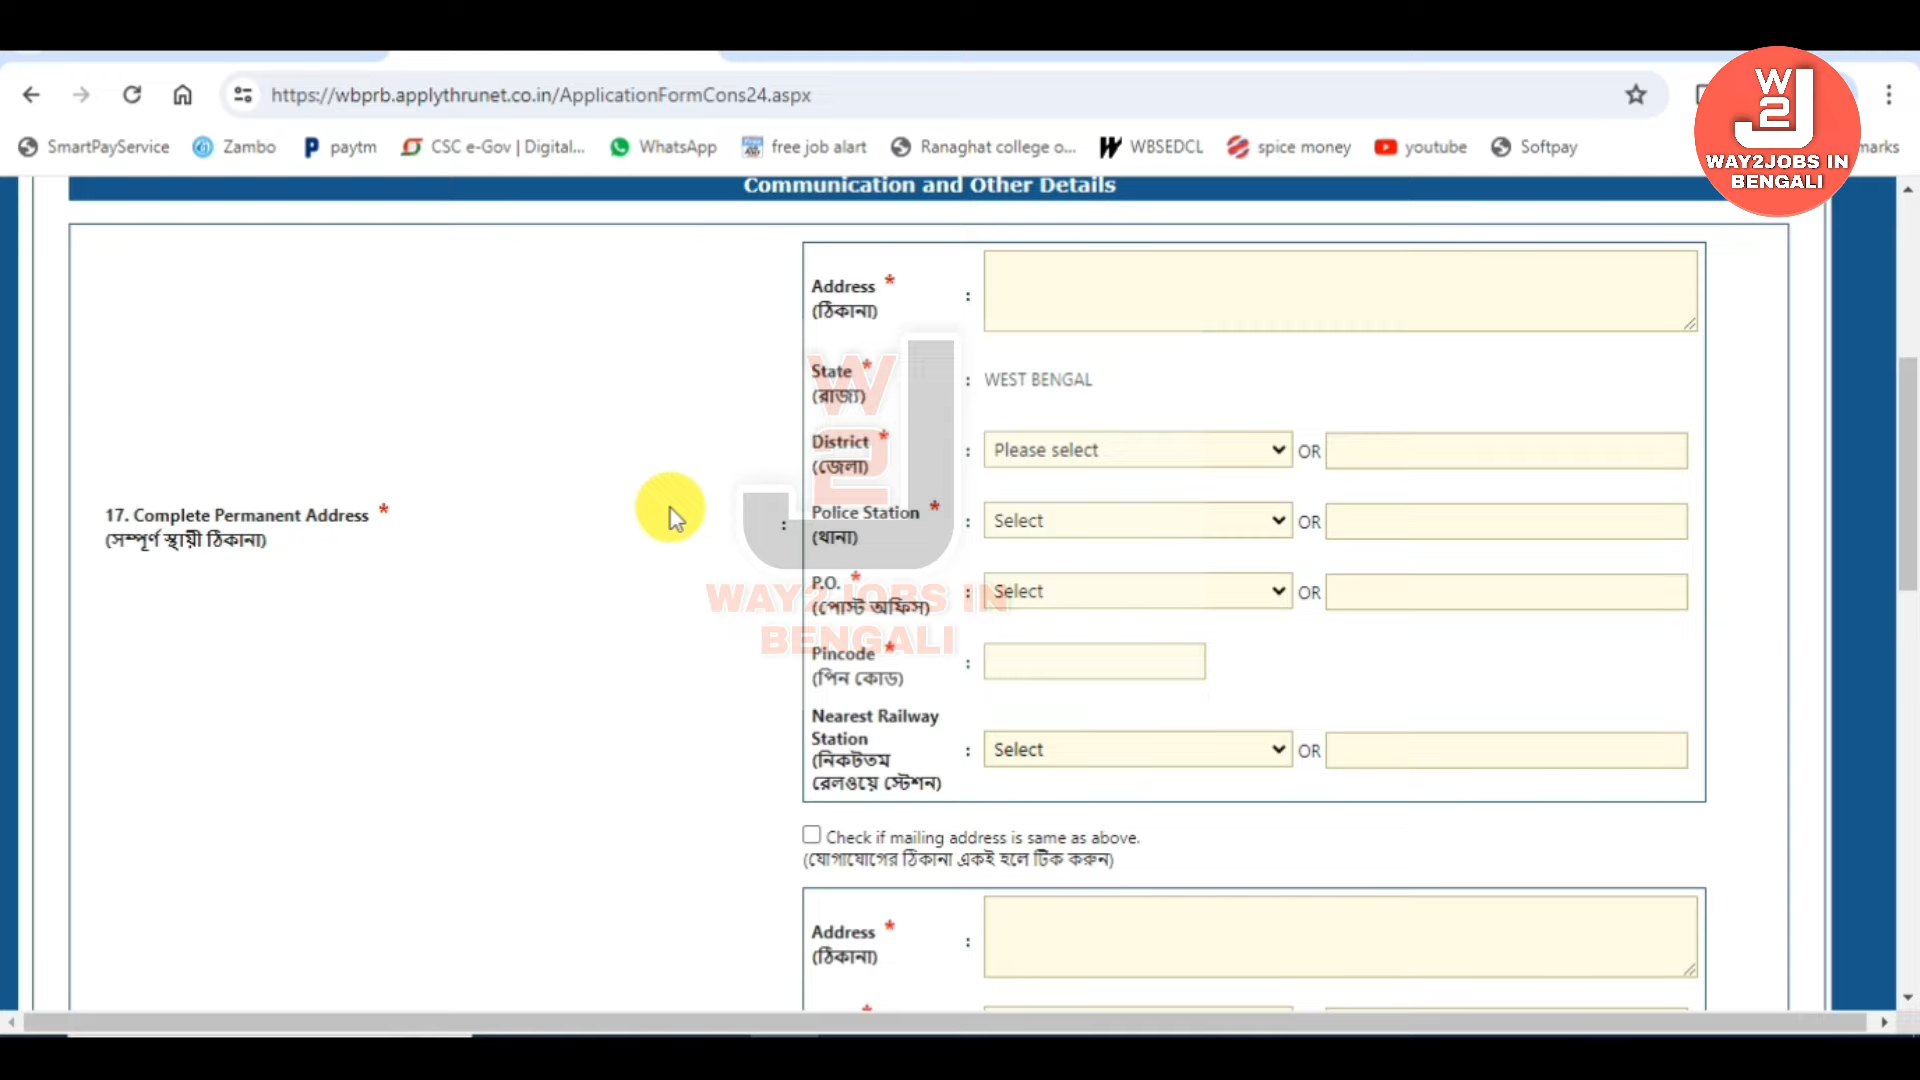 https://wbprb.applythrunet.co.in/ApplicationFormCons24.aspx
SmartPayService Zambo paytm CSC e-Gov | Digital... WhatsApp free job alert Ranaghat college o... WBSEDCL spice money youtube Softpay marks
W2J
WAY2JOBS IN
BENGALI
Communication and Other Details
17. Complete Permanent Address *
(সম্পূর্ণ স্থায়ী ঠিকানা)
:
Address * :
(ঠিকানা)
State * : WEST BENGAL
(রাজ্য)
District * : Please select OR
(জেলা)
Police Station * : Select OR
(থানা)
P.O. * : Select OR
(পোস্ট অফিস)
Pincode * :
(পিন কোড)
Nearest Railway
Station : Select OR
(নিকটতম
রেলওয়ে স্টেশন)
W2J
WAY2JOBS IN
BENGALI
Check if mailing address is same as above.
(যোগাযোগের ঠিকানা একই হলে টিক করুন)
Address * :
(ঠিকানা)
*